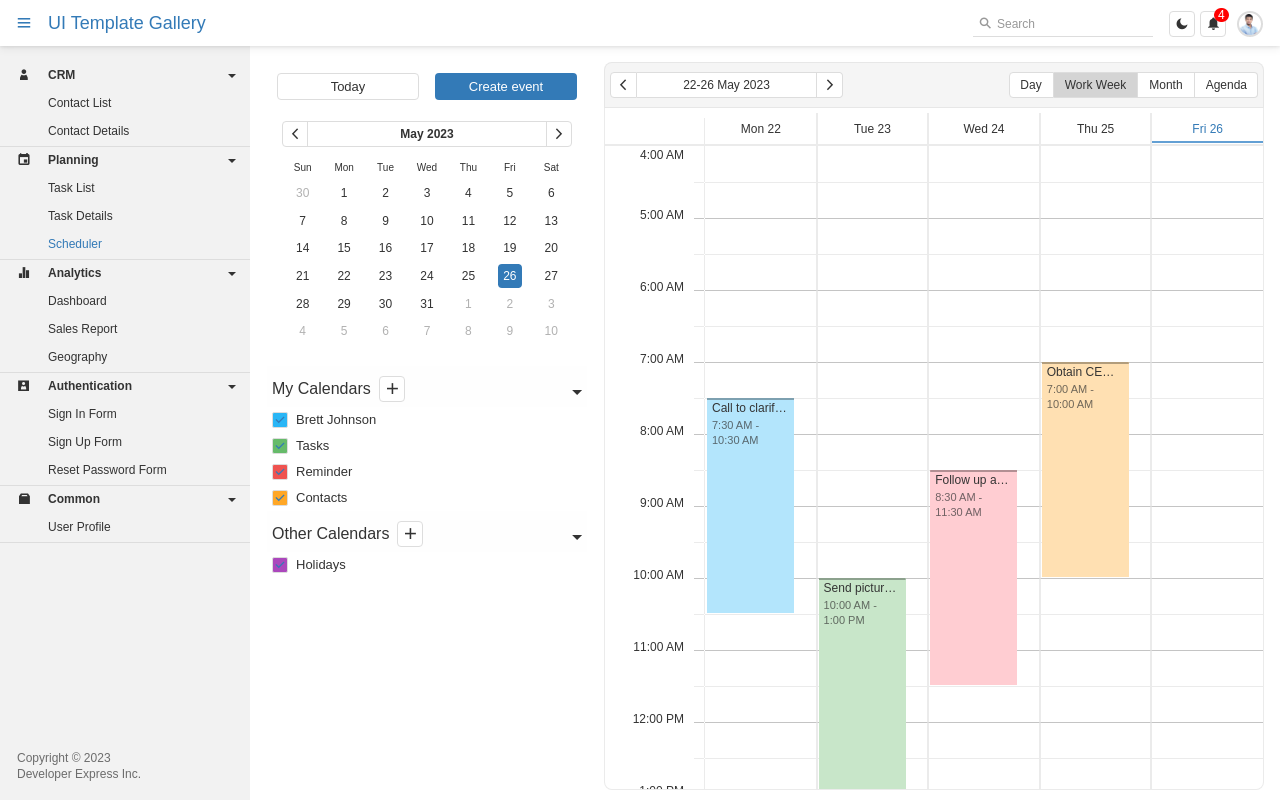 UI Template Gallery
Search
4
CRM
Contact List
Contact Details
Planning
Task List
Task Details
Scheduler
Analytics
Dashboard
Sales Report
Geography
Authentication
Sign In Form
Sign Up Form
Reset Password Form
Common
User Profile
Copyright © 2023
Developer Express Inc.
Today
Create event
May 2023
Sun Mon Tue Wed Thu Fri Sat
30 1 2 3 4 5 6
7 8 9 10 11 12 13
14 15 16 17 18 19 20
21 22 23 24 25 26 27
28 29 30 31 1 2 3
4 5 6 7 8 9 10
My Calendars
Brett Johnson
Tasks
Reminder
Contacts
Other Calendars
Holidays
22-26 May 2023
Day Work Week Month Agenda
Mon 22 Tue 23 Wed 24 Thu 25 Fri 26
4:00 AM
5:00 AM
6:00 AM
7:00 AM
8:00 AM
9:00 AM
10:00 AM
11:00 AM
12:00 PM
1:00 PM
Call to clarif…
7:30 AM -
10:30 AM
Send pictur…
10:00 AM -
1:00 PM
Follow up a…
8:30 AM -
11:30 AM
Obtain CE…
7:00 AM -
10:00 AM